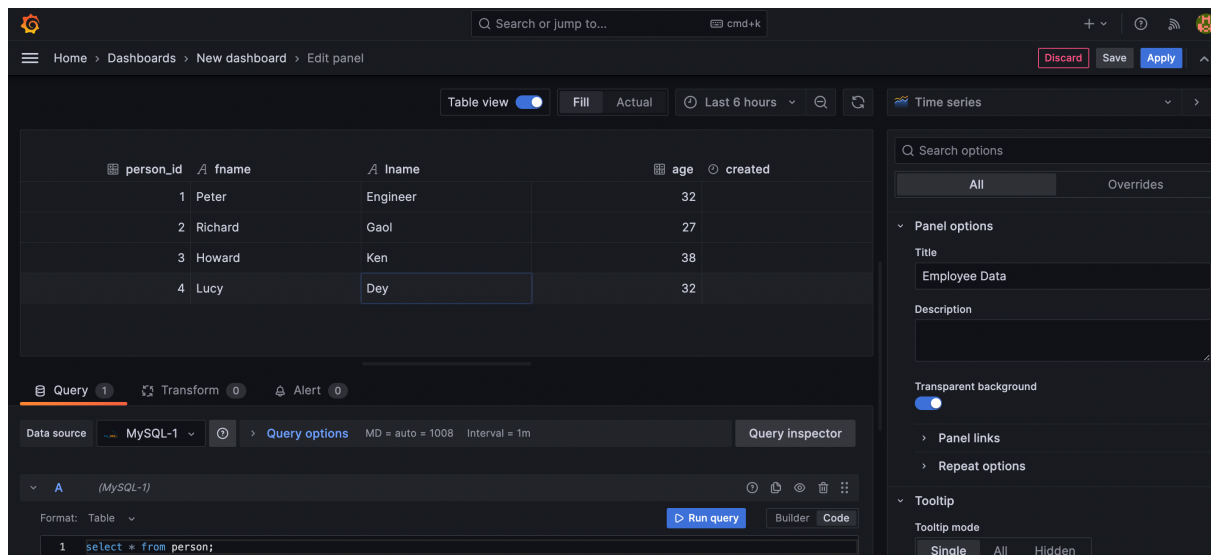 Search or jump to... cmd+k
Home › Dashboards › New dashboard › Edit panel
Discard Save Apply
Table view Fill Actual Last 6 hours
Time series
person_id fname lname age created
1 Peter Engineer 32
2 Richard Gaol 27
3 Howard Ken 38
4 Lucy Dey 32
Search options
All Overrides
Panel options
Title
Employee Data
Description
Transparent background
Panel links
Repeat options
Tooltip
Tooltip mode
Single All Hidden
Query 1 Transform 0 Alert 0
Data source MySQL-1 Query options MD = auto = 1008 Interval = 1m Query inspector
A (MySQL-1)
Format: Table Run query Builder Code
1 select * from person;